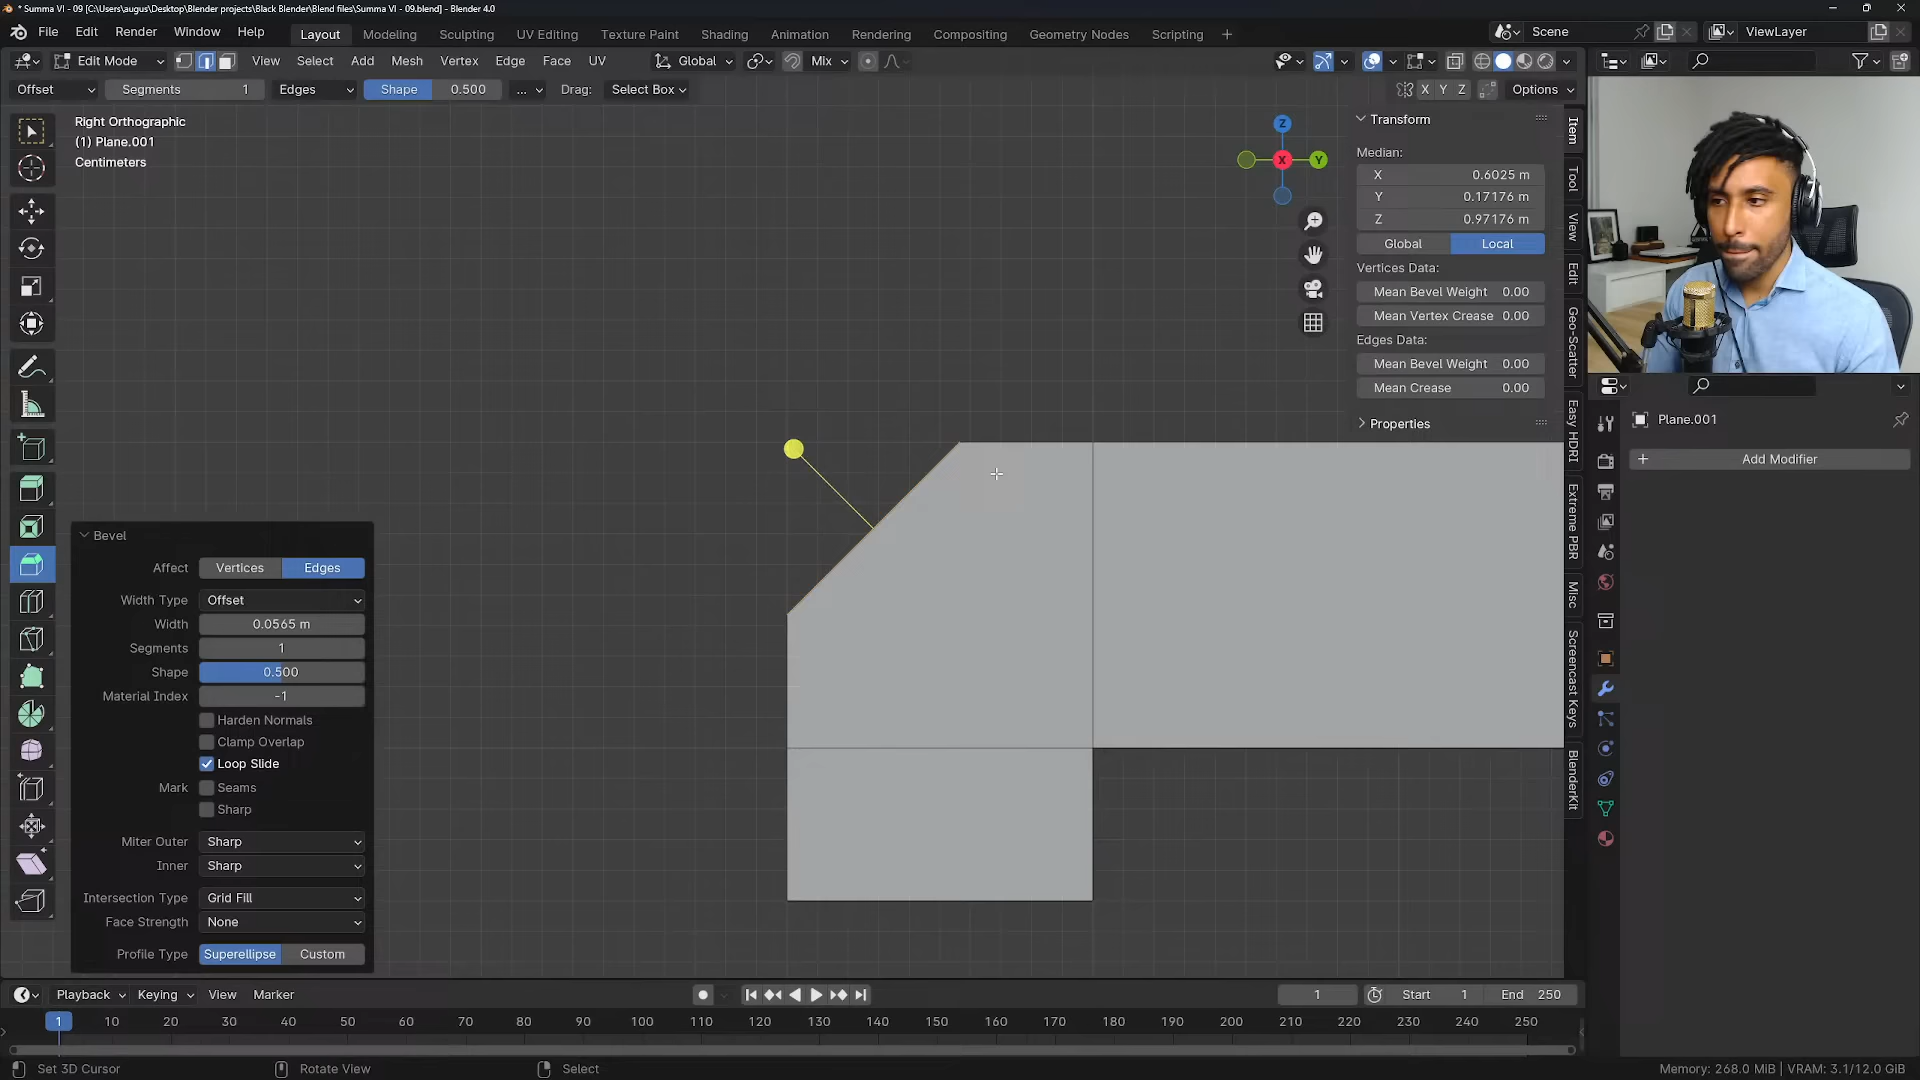 * Summa VI - 09 [C:\Users\augus\Desktop\Blender projects\Black Blender\Blend files\Summa VI - 09.blend] - Blender 4.0
File Edit Render Window Help Layout Modeling Sculpting UV Editing Texture Paint Shading Animation Rendering Compositing Geometry Nodes Scripting + Scene ViewLayer
Edit Mode View Select Add Mesh Vertex Edge Face UV Global Mix
Offset Segments 1 Edges Shape 0.500 ... Drag: Select Box X Y Z Options
Right Orthographic
(1) Plane.001
Centimeters
Z
X
Y
Transform
Median:
X 0.6025 m
Y 0.17176 m
Z 0.97176 m
Global Local
Vertices Data:
Mean Bevel Weight 0.00
Mean Vertex Crease 0.00
Edges Data:
Mean Bevel Weight 0.00
Mean Crease 0.00
Properties
Item
Tool
View
Edit
Geo-Scatter
Easy HDRI
Extreme PBR
Misc
Screencast Keys
BlenderKit
Plane.001
+ Add Modifier
Bevel
Affect Vertices Edges
Width Type Offset
Width 0.0565 m
Segments 1
Shape 0.500
Material Index -1
Harden Normals
Clamp Overlap
Loop Slide
Mark Seams
Sharp
Miter Outer Sharp
Inner Sharp
Intersection Type Grid Fill
Face Strength None
Profile Type Superellipse Custom
Playback Keying View Marker 1 Start 1 End 250
1 10 20 30 40 50 60 70 80 90 100 110 120 130 140 150 160 170 180 190 200 210 220 230 240 250
Set 3D Cursor Rotate View Select Memory: 268.0 MiB | VRAM: 3.1/12.0 GiB